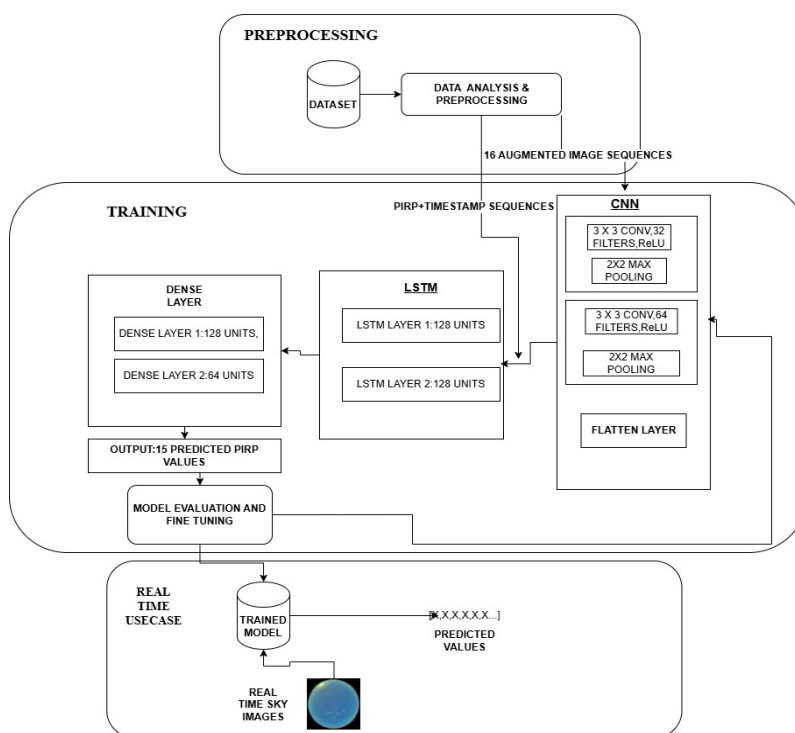 PREPROCESSING
DATASET
DATA ANALYSIS &
PREPROCESSING
16 AUGMENTED IMAGE SEQUENCES
PIRP+TIMESTAMP SEQUENCES
TRAINING
CNN
3 X 3 CONV,32
FILTERS,ReLU
2X2 MAX
POOLING
3 X 3 CONV,64
FILTERS,ReLU
2X2 MAX
POOLING
FLATTEN LAYER
LSTM
LSTM LAYER 1:128 UNITS
LSTM LAYER 2:128 UNITS
DENSE
LAYER
DENSE LAYER 1:128 UNITS,
DENSE LAYER 2:64 UNITS
OUTPUT:15 PREDICTED PIRP
VALUES
MODEL EVALUATION AND
FINE TUNING
REAL
TIME
USECASE
TRAINED
MODEL
[X,X,X,X,X,X...]
PREDICTED
VALUES
REAL
TIME SKY
IMAGES